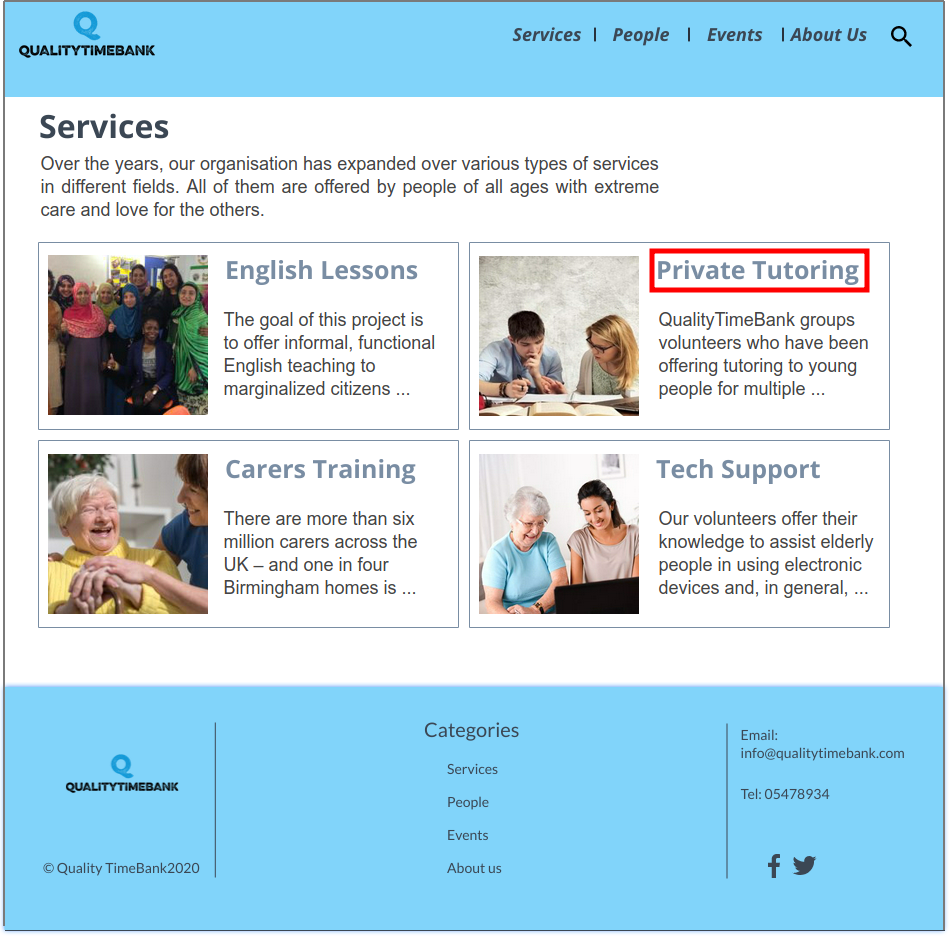 QUALITYTIMEBANK
Services | People | Events | About Us
Services
Over the years, our organisation has expanded over various types of services
in different fields. All of them are offered by people of all ages with extreme
care and love for the others.
English Lessons
The goal of this project is
to offer informal, functional
English teaching to
marginalized citizens ...
Private Tutoring
QualityTimeBank groups
volunteers who have been
offering tutoring to young
people for multiple ...
Carers Training
There are more than six
million carers across the
UK – and one in four
Birmingham homes is ...
Tech Support
Our volunteers offer their
knowledge to assist elderly
people in using electronic
devices and, in general, ...
QUALITYTIMEBANK
© Quality TimeBank2020
Categories
Services
People
Events
About us
Email:
info@qualitytimebank.com
Tel: 05478934